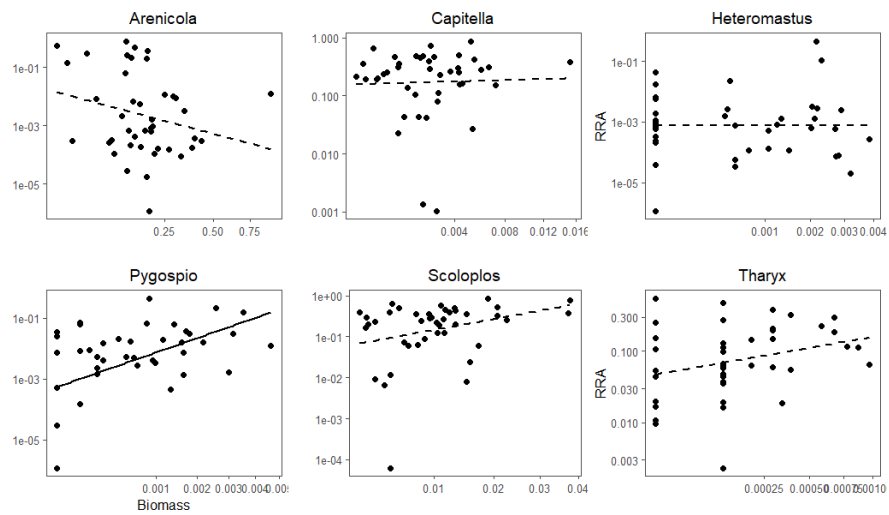 Arenicola
1e-01
1e-03
1e-05
0.25
0.50
0.75
Capitella
1.000
0.100
0.010
0.001
0.004
0.008
0.012
0.016
Heteromastus
RRA
1e-01
1e-03
1e-05
0.001
0.002
0.003
0.004
Pygospio
1e-01
1e-03
1e-05
0.001
0.002
0.003
0.004
Biomass
Scoloplos
1e+00
1e-01
1e-02
1e-03
1e-04
0.01
0.02
0.03
0.04
Tharyx
RRA
0.300
0.100
0.030
0.010
0.003
0.00025
0.00050